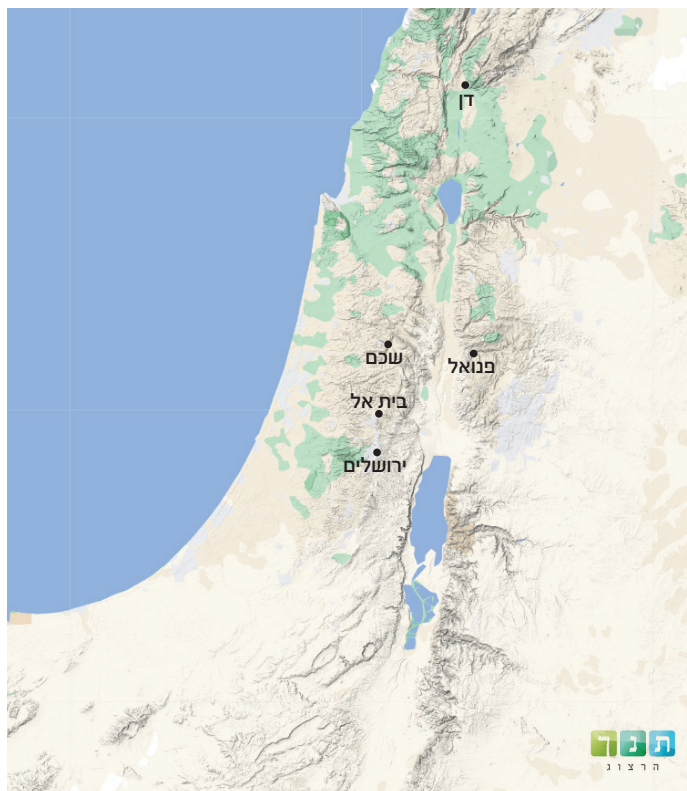 דן
שכם
פנואל
בית אל
ירושלים
תנך
הרצוג